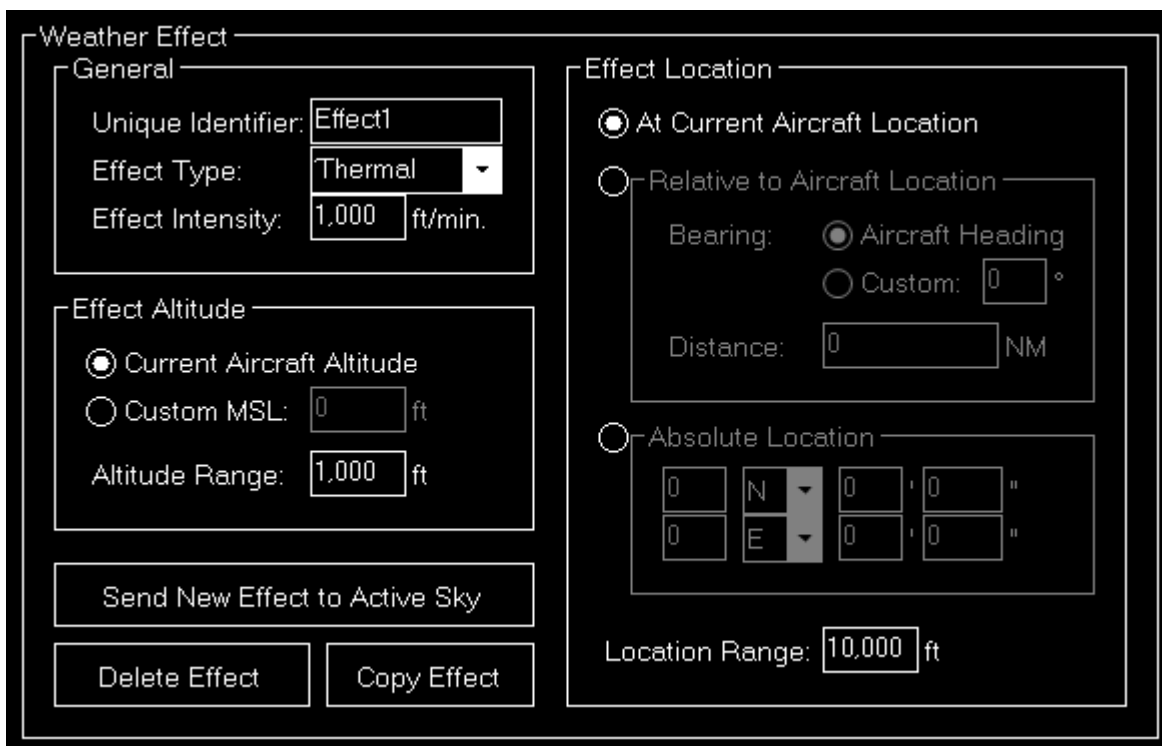 Weather Effect
General
Unique Identifier: Effect1
Effect Type: Thermal
Effect Intensity: 1,000 ft/min.
Effect Altitude
Current Aircraft Altitude
Custom MSL: 0 ft
Altitude Range: 1,000 ft
Send New Effect to Active Sky
Delete Effect Copy Effect
Effect Location
At Current Aircraft Location
Relative to Aircraft Location
Bearing: Aircraft Heading
Custom: 0 °
Distance: 0 NM
Absolute Location
0 N 0 ' 0 "
0 E 0 ' 0 "
Location Range: 10,000 ft